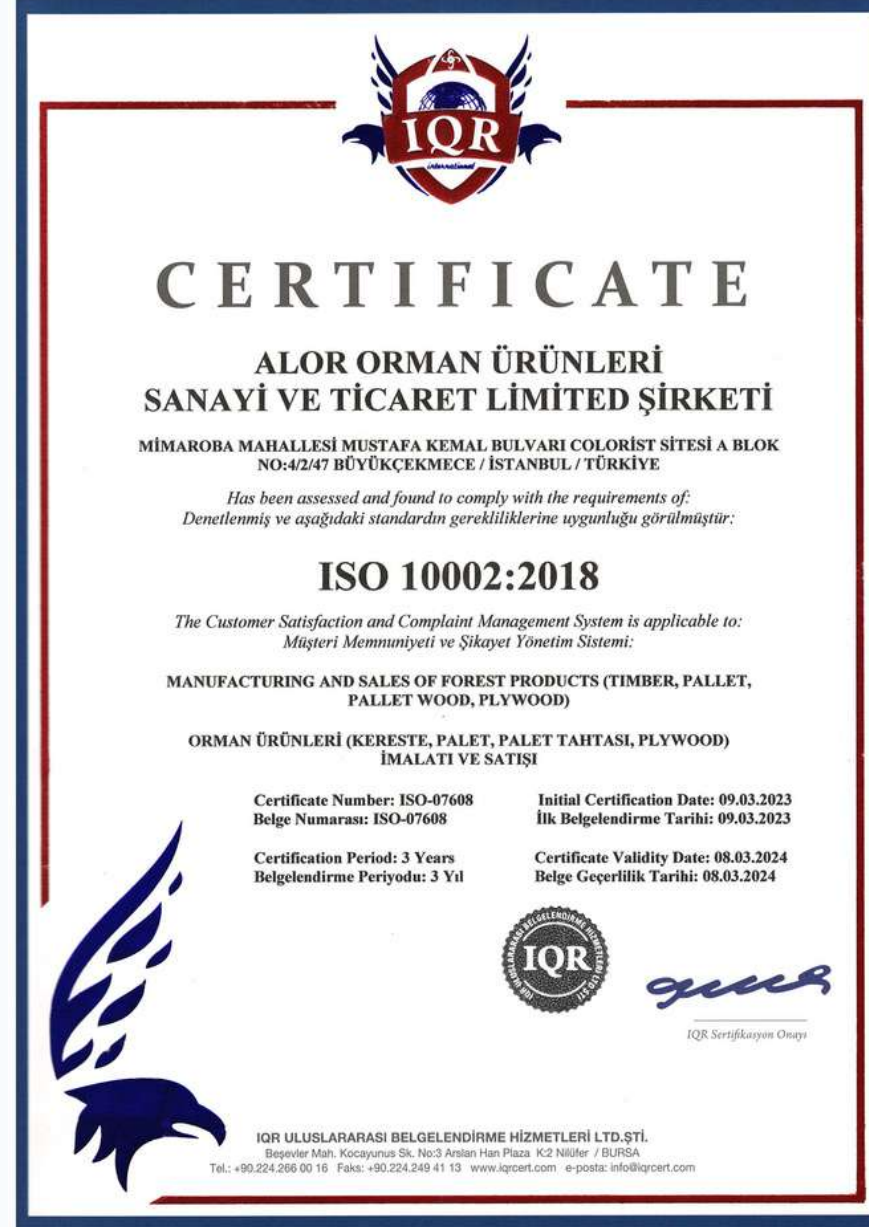 IQR
international
CERTIFICATE
ALOR ORMAN ÜRÜNLERİ
SANAYİ VE TİCARET LİMİTED ŞİRKETİ
MİMAROBA MAHALLESİ MUSTAFA KEMAL BULVARI COLORİST SİTESİ A BLOK
NO:4/2/47 BÜYÜKÇEKMECE / İSTANBUL / TÜRKİYE
Has been assessed and found to comply with the requirements of:
Denetlenmiş ve aşağıdaki standardın gerekliliklerine uygunluğu görülmüştür:
ISO 10002:2018
The Customer Satisfaction and Complaint Management System is applicable to:
Müşteri Memnuniyeti ve Şikayet Yönetim Sistemi:
MANUFACTURING AND SALES OF FOREST PRODUCTS (TIMBER, PALLET,
PALLET WOOD, PLYWOOD)
ORMAN ÜRÜNLERİ (KERESTE, PALET, PALET TAHTASI, PLYWOOD)
İMALATI VE SATIŞI
Certificate Number: ISO-07608
Belge Numarası: ISO-07608
Initial Certification Date: 09.03.2023
İlk Belgelendirme Tarihi: 09.03.2023
Certification Period: 3 Years
Belgelendirme Periyodu: 3 Yıl
Certificate Validity Date: 08.03.2024
Belge Geçerlilik Tarihi: 08.03.2024
IQR ULUSLARARASI BELGELENDİRME HİZMETLERİ LTD ŞTİ
IQR
IQR Sertifikasyon Onayı
IQR ULUSLARARASI BELGELENDİRME HİZMETLERİ LTD.ŞTİ.
Beşevler Mah. Kocayunus Sk. No:3 Arslan Han Plaza K:2 Nilüfer / BURSA
Tel.: +90.224.266 00 16 Faks: +90.224.249 41 13 www.iqrcert.com e-posta: info@iqrcert.com